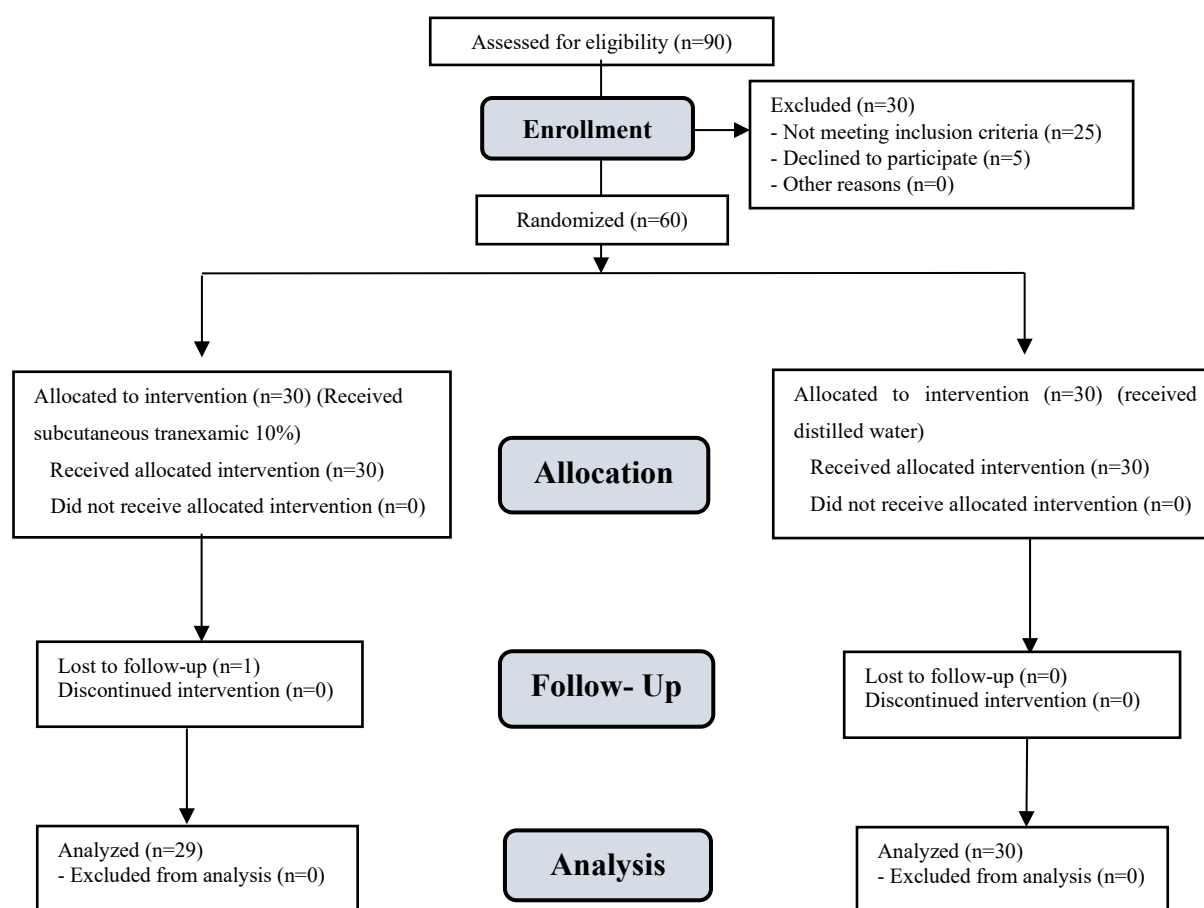 Assessed for eligibility (n=90)
Enrollment
Excluded (n=30)
- Not meeting inclusion criteria (n=25)
- Declined to participate (n=5)
- Other reasons (n=0)
Randomized (n=60)
Allocated to intervention (n=30) (Received
subcutaneous tranexamic 10%)
Received allocated intervention (n=30)
Did not receive allocated intervention (n=0)
Allocation
Allocated to intervention (n=30) (received
distilled water)
Received allocated intervention (n=30)
Did not receive allocated intervention (n=0)
Lost to follow-up (n=1)
Discontinued intervention (n=0)
Follow- Up
Lost to follow-up (n=0)
Discontinued intervention (n=0)
Analyzed (n=29)
- Excluded from analysis (n=0)
Analysis
Analyzed (n=30)
- Excluded from analysis (n=0)